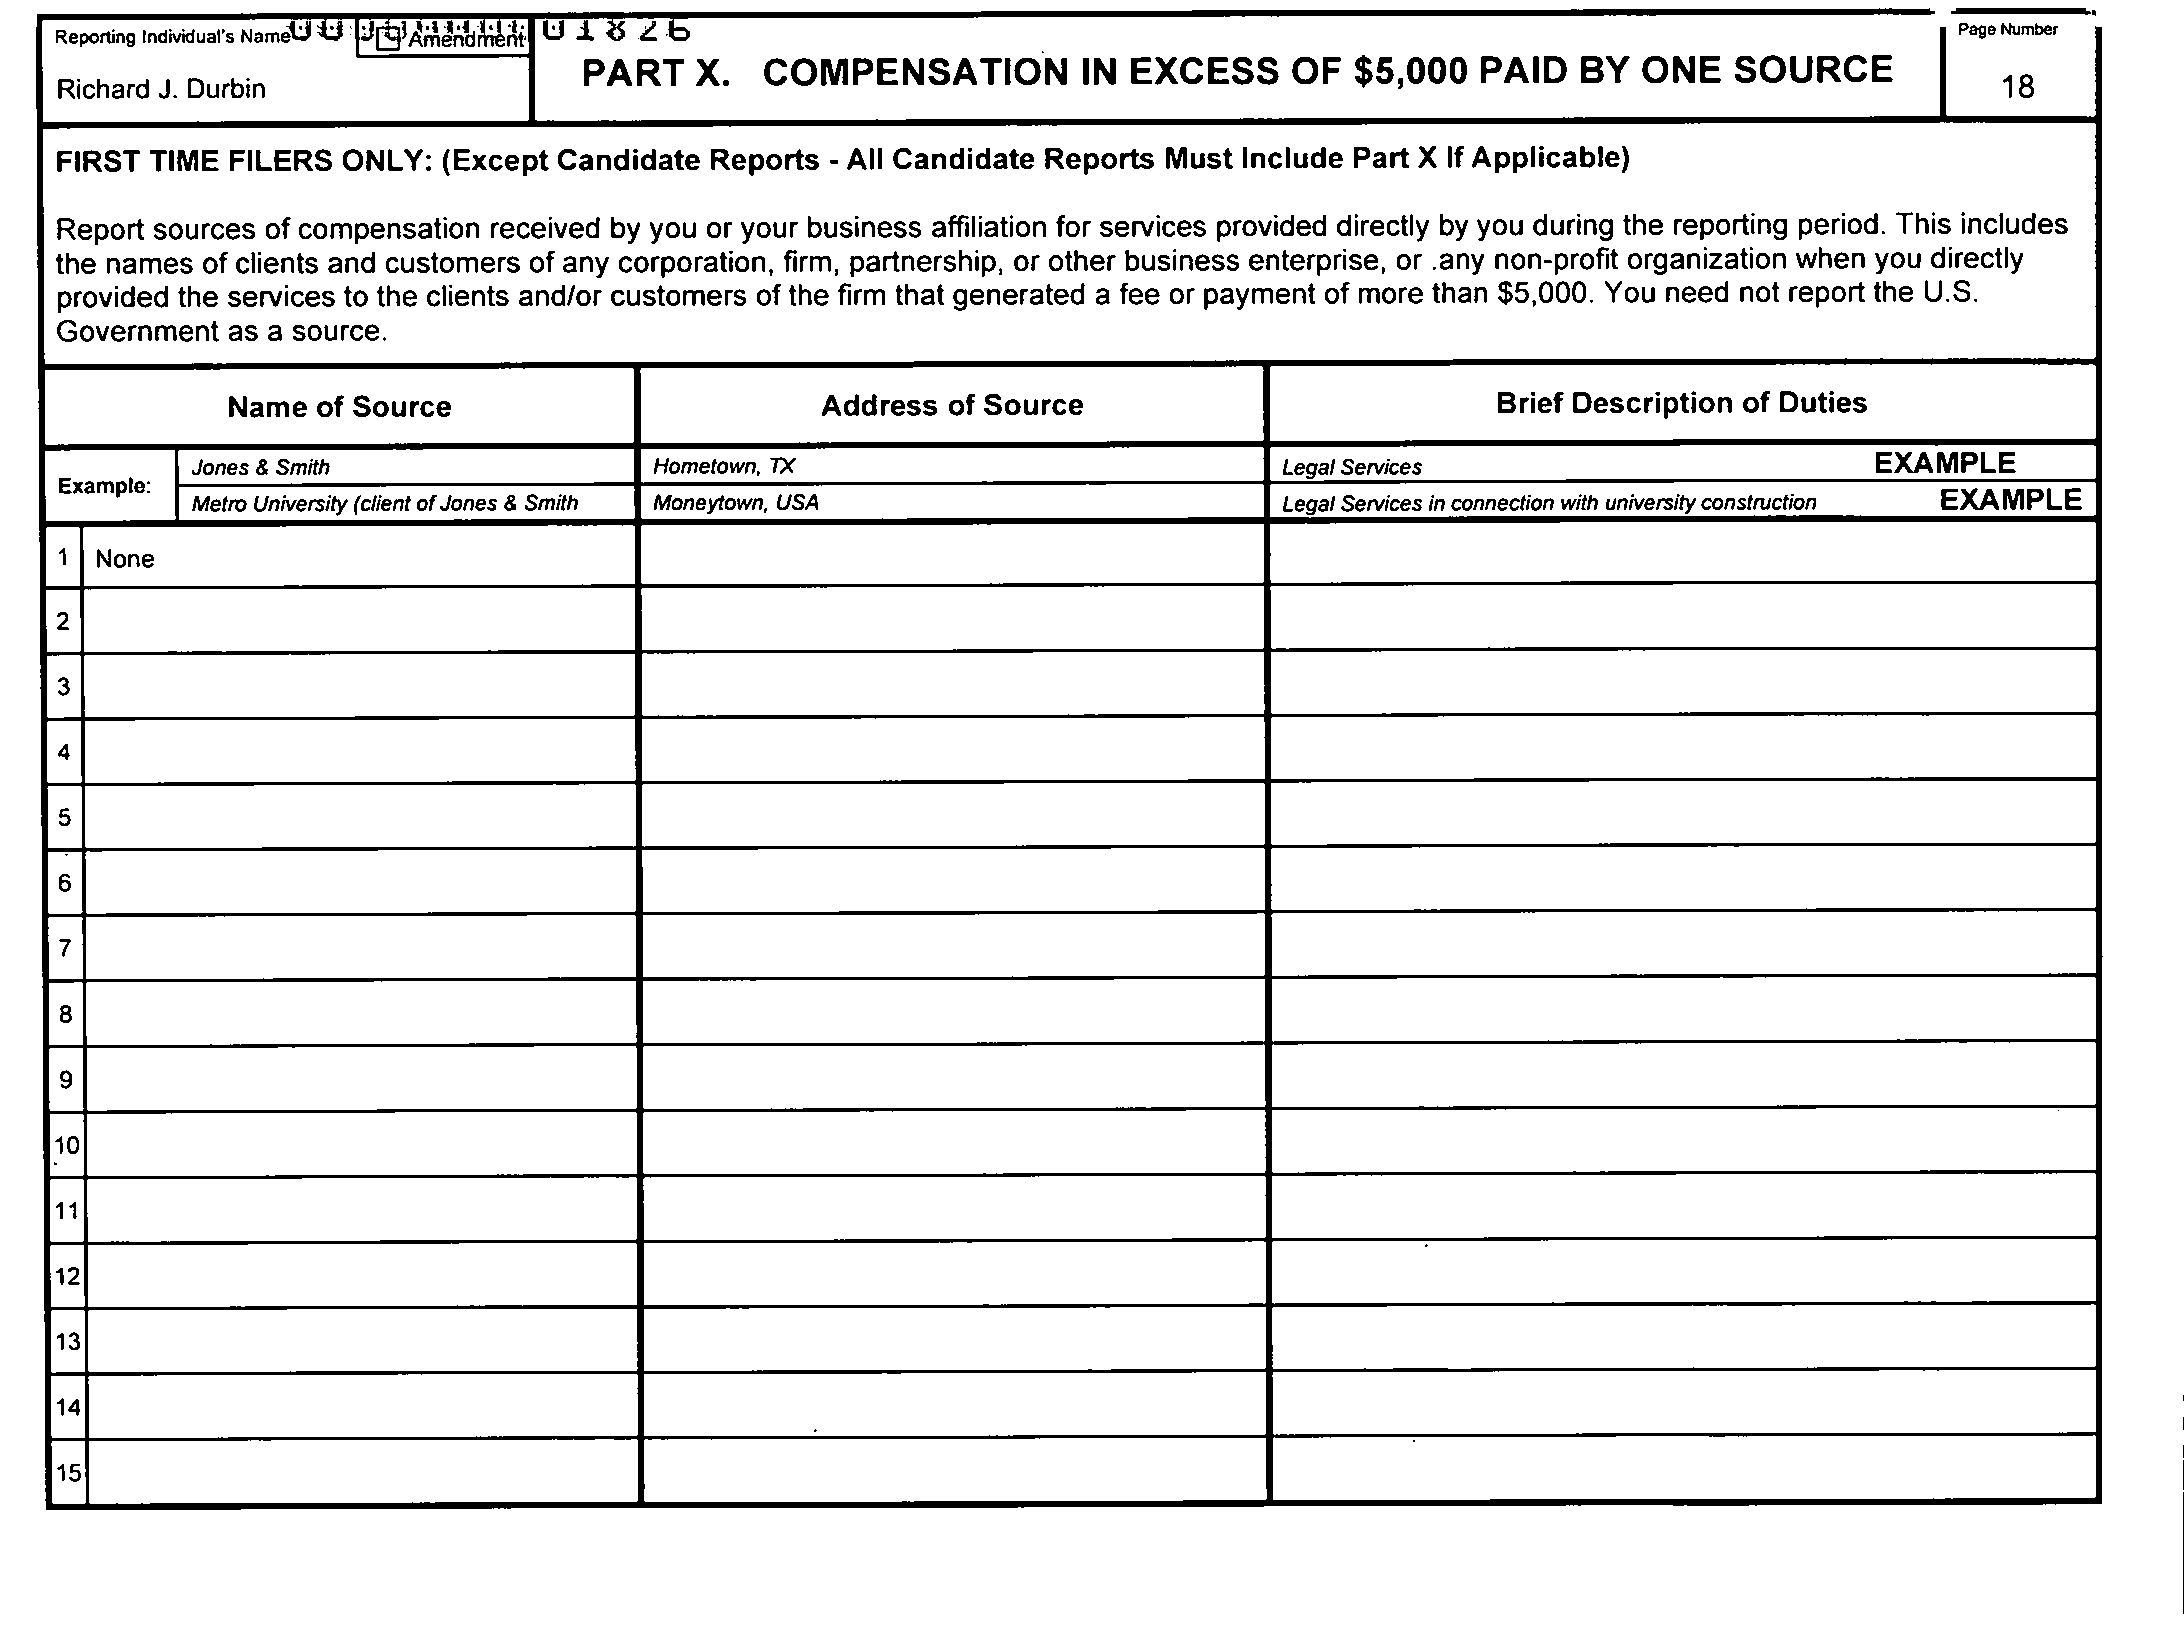 Reporting Individual's Name
Amendment
01826
Richard J. Durbin
PART X. COMPENSATION IN EXCESS OF $5,000 PAID BY ONE SOURCE
Page Number
18
FIRST TIME FILERS ONLY: (Except Candidate Reports - All Candidate Reports Must Include Part X If Applicable)
Report sources of compensation received by you or your business affiliation for services provided directly by you during the reporting period. This includes
the names of clients and customers of any corporation, firm, partnership, or other business enterprise, or .any non-profit organization when you directly
provided the services to the clients and/or customers of the firm that generated a fee or payment of more than $5,000. You need not report the U.S.
Government as a source.
Name of Source Address of Source Brief Description of Duties
Example:
Jones & Smith Hometown, TX Legal Services EXAMPLE
Metro University (client of Jones & Smith Moneytown, USA Legal Services in connection with university construction EXAMPLE
1 None
2
3
4
5
6
7
8
9
10
11
12
13
14
15